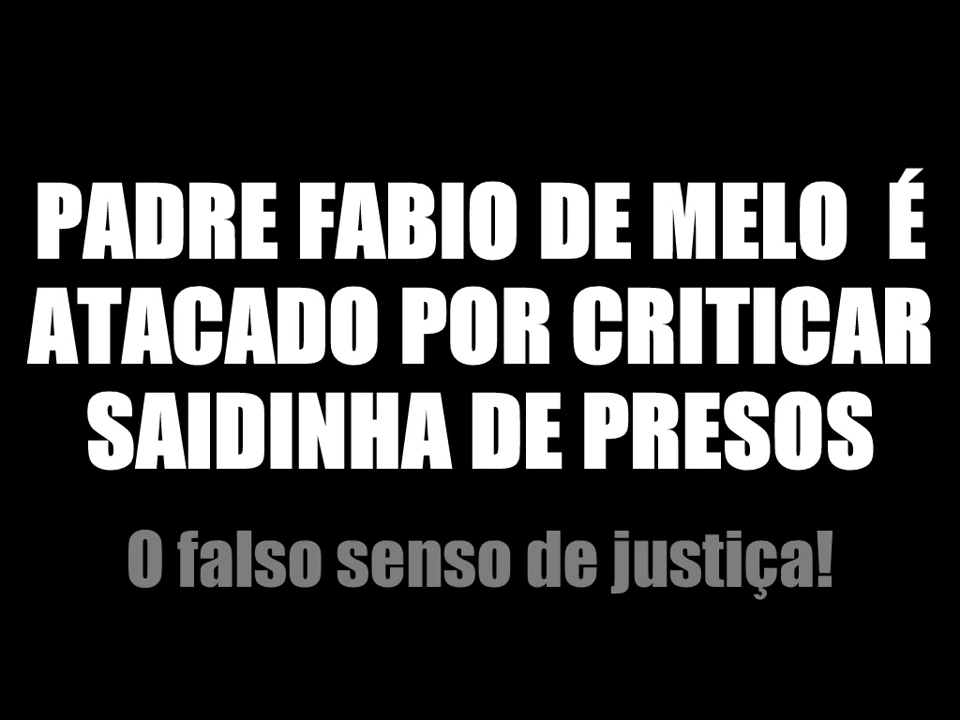 PADRE FABIO DE MELO É
ATACADO POR CRITICAR
SAIDINHA DE PRESOS
O falso senso de justiça!